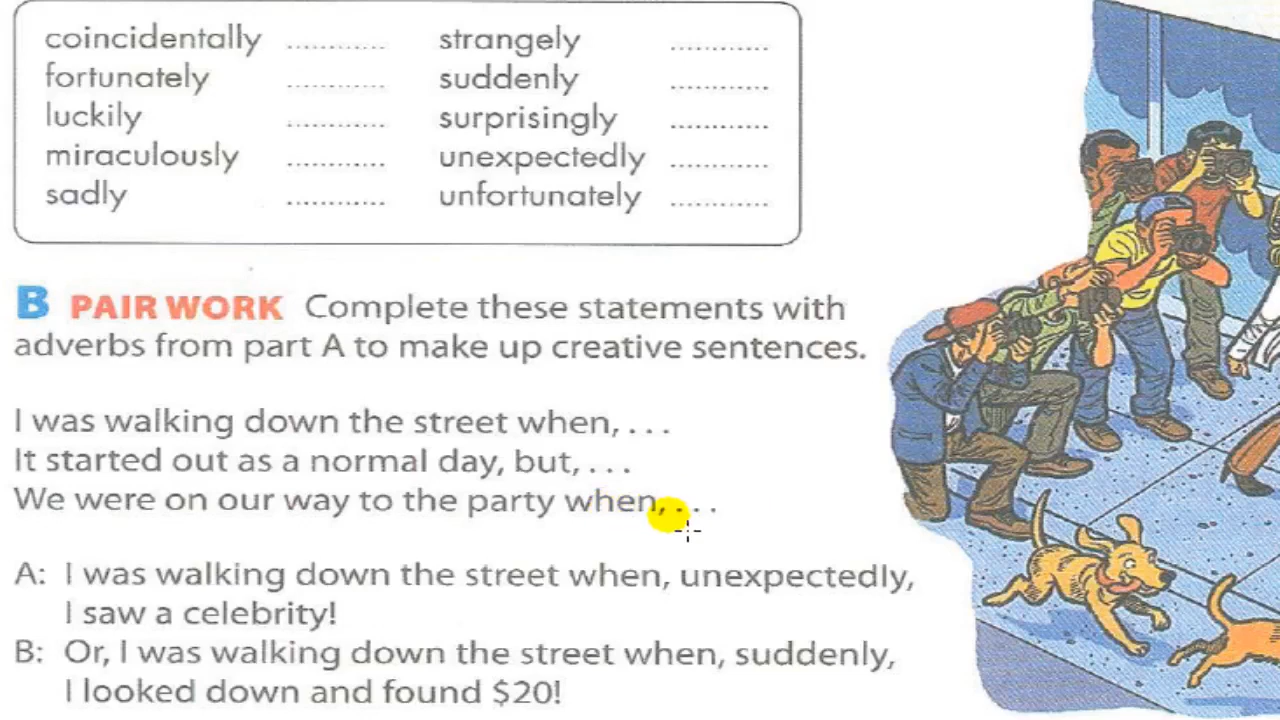 coincidentally ............ strangely ............
fortunately ............ suddenly ............
luckily ............ surprisingly ............
miraculously ............ unexpectedly ............
sadly ............ unfortunately ............
B PAIR WORK Complete these statements with
adverbs from part A to make up creative sentences.
I was walking down the street when, . . .
It started out as a normal day, but, . . .
We were on our way to the party when, . . .
A: I was walking down the street when, unexpectedly,
I saw a celebrity!
B: Or, I was walking down the street when, suddenly,
I looked down and found $20!